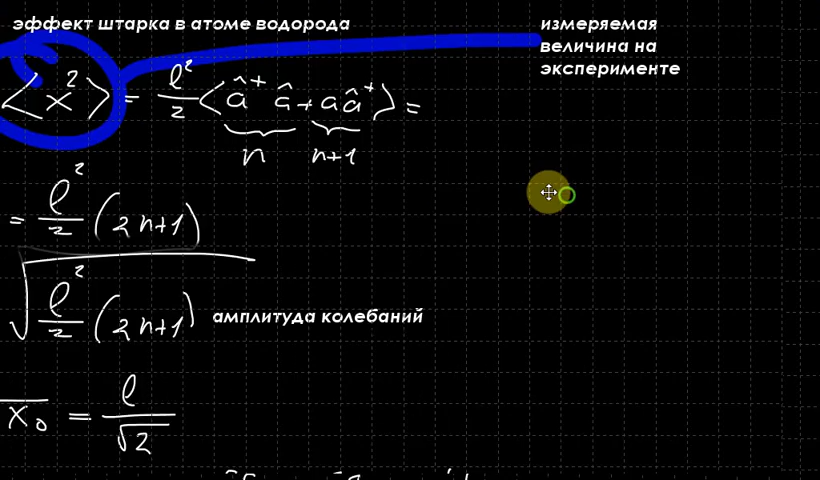 эффект штарка в атоме водорода
измеряемая
величина на
эксперименте
⟨x²⟩ = ℓ²/2 ⟨â⁺ â + aâ⁺⟩ =
n n+1
= ℓ²/2 (2n+1)
√(ℓ²/2 (2n+1)) амплитуда колебаний
x₀ = ℓ/√2